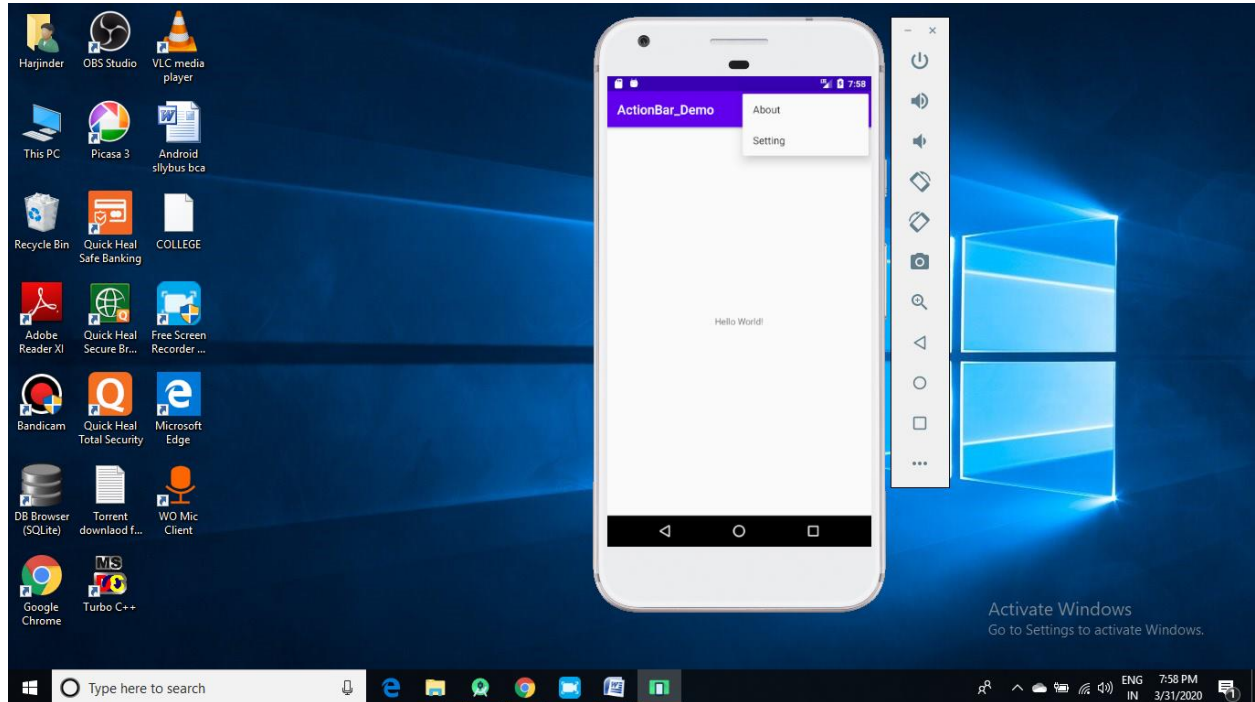 Harjinder
OBS Studio
VLC media
player
This PC
Picasa 3
Android
sllybus bca
Recycle Bin
Quick Heal
Safe Banking
COLLEGE
Adobe
Reader XI
Quick Heal
Secure Br...
Free Screen
Recorder ...
Bandicam
Quick Heal
Total Security
Microsoft
Edge
DB Browser
(SQLite)
Torrent
downlaod f...
WO Mic
Client
Google
Chrome
MS
Turbo C++
7:58
ActionBar_Demo
About
Setting
Hello World!
Activate Windows
Go to Settings to activate Windows.
Type here to search
ENG
IN
7:58 PM
3/31/2020
1